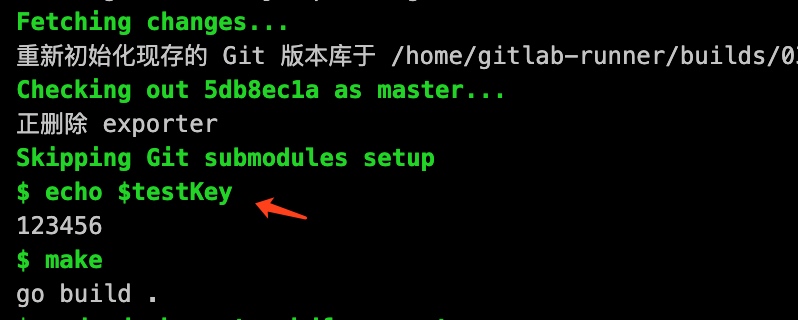 Fetching changes...
重新初始化现存的 Git 版本库于 /home/gitlab-runner/builds/0
Checking out 5db8ec1a as master...
正删除 exporter
Skipping Git submodules setup
$ echo $testKey
123456
$ make
go build .